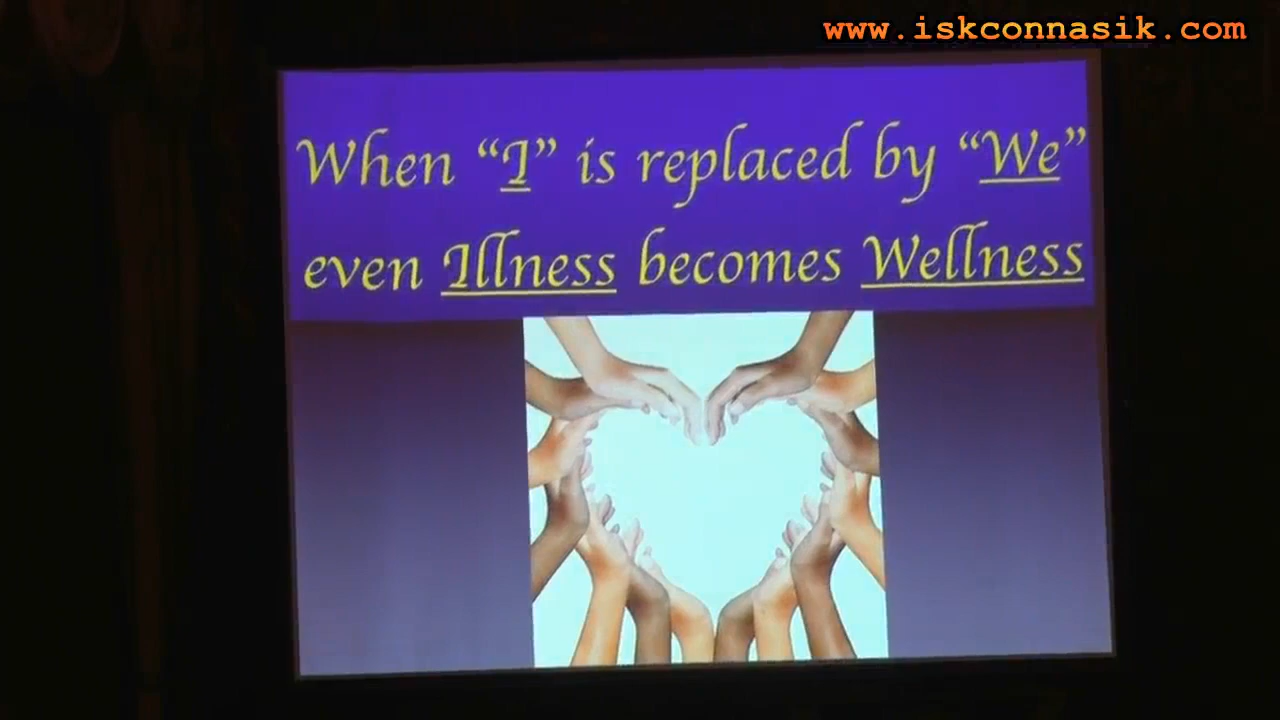 www.iskconnasik.com
When “I” is replaced by “We”
even Illness becomes Wellness